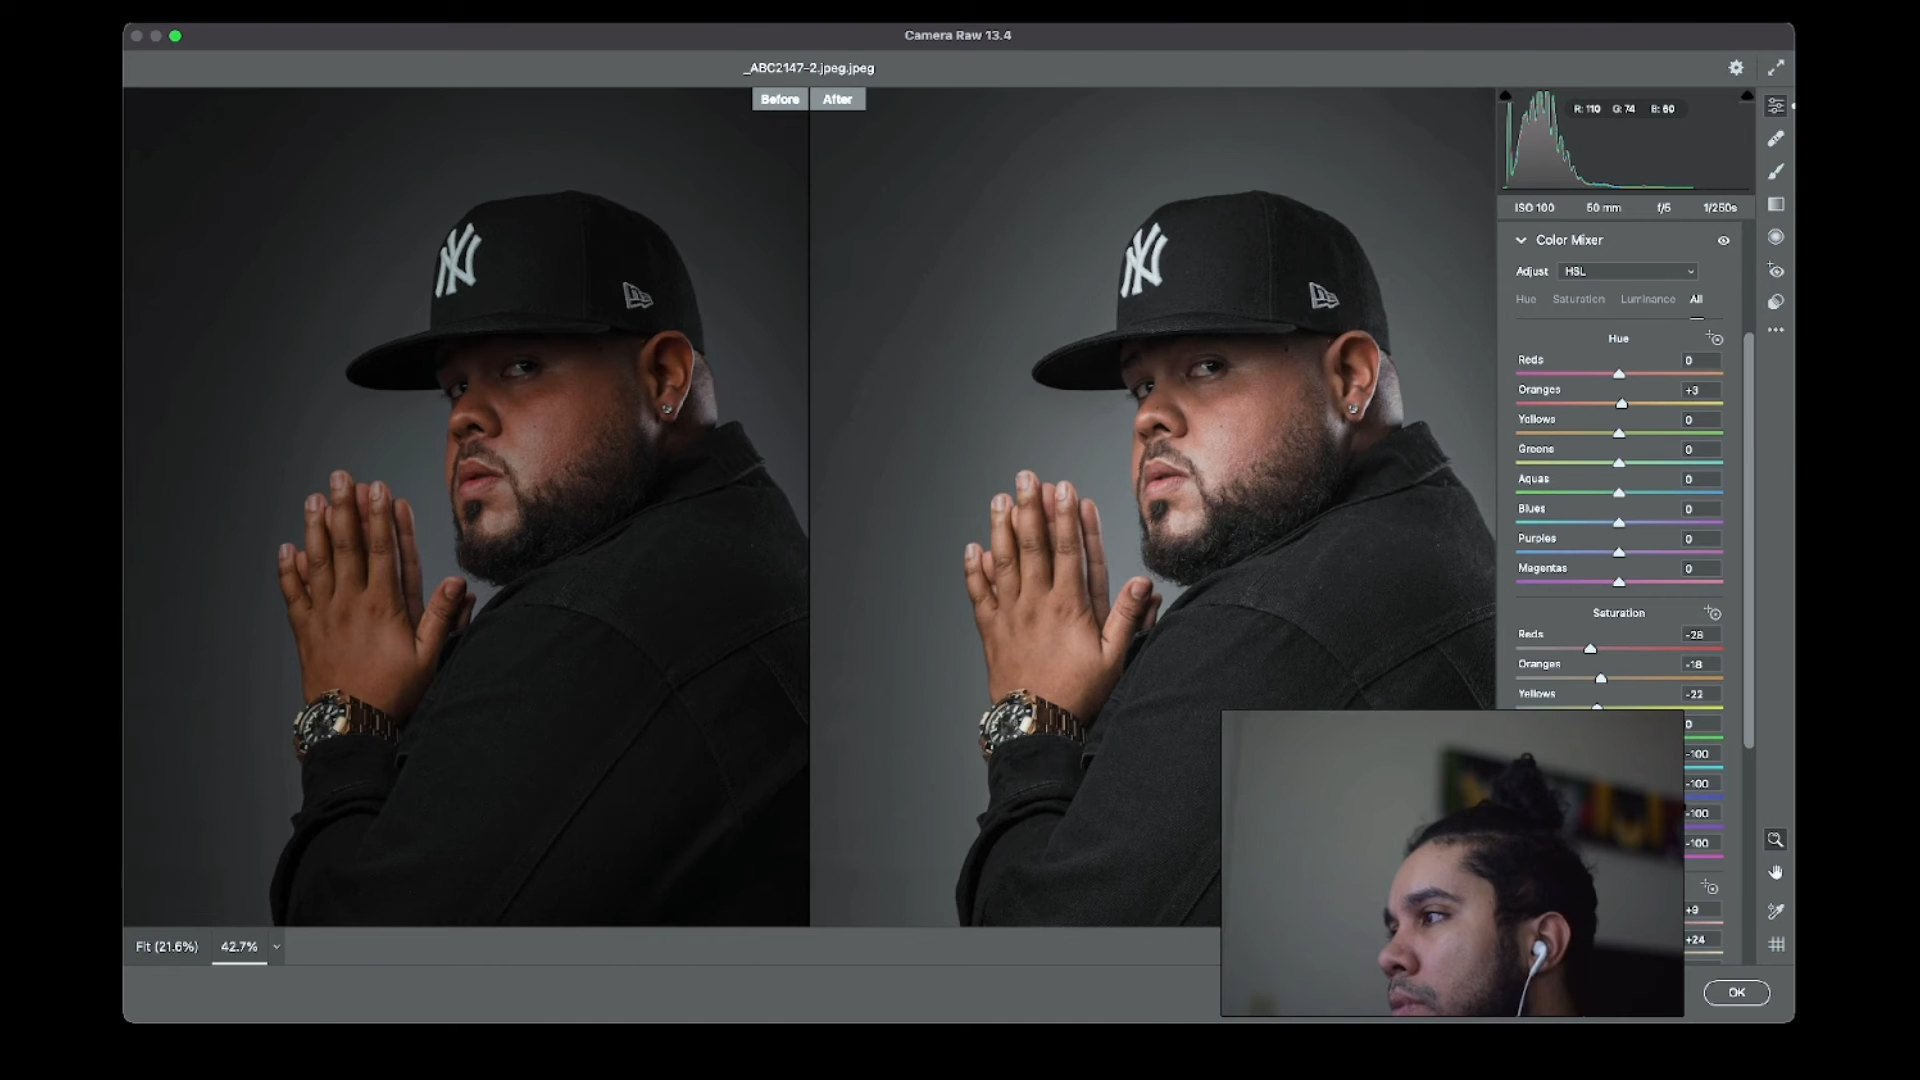 Camera Raw 13.4
_ABC2147-2.jpeg.jpeg
Before After
R: 110 G: 74 B: 60
ISO 100 50 mm f/5 1/250s
Color Mixer
Adjust HSL
Hue Saturation Luminance All
Hue
Reds 0
Oranges +3
Yellows 0
Greens 0
Aquas 0
Blues 0
Purples 0
Magentas 0
Saturation
Reds -28
Oranges -18
Yellows -22
0
-100
-100
-100
-100
+9
+24
NY
Fit (21.6%) 42.7%
OK